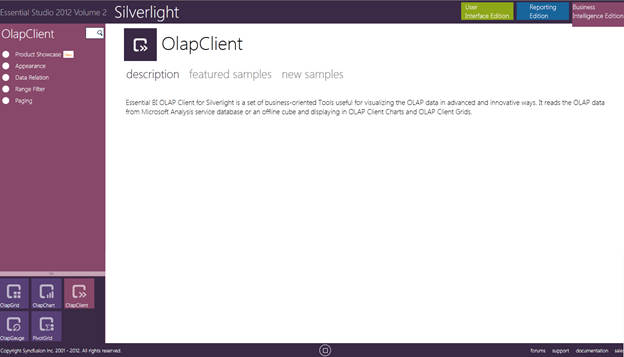 Essential Studio 2012 Volume 2 Silverlight
User
Interface Edition
Reporting
Edition
Business
Intelligence Edition
OlapClient
Product Showcase
Appearance
Data Relation
Range Filter
Paging
OlapClient
description featured samples new samples
Essential BI OLAP Client for Silverlight is a set of business-oriented Tools useful for visualizing the OLAP data in advanced and innovative ways. It reads the OLAP data
from Microsoft Analysis service database or an offline cube and displaying in OLAP Client Charts and OLAP Client Grids.
OlapGrid OlapChart OlapClient
OlapGauge PivotGrid
Copyright Syncfusion Inc. 2001 - 2012. All rights reserved.
forums support documentation sale